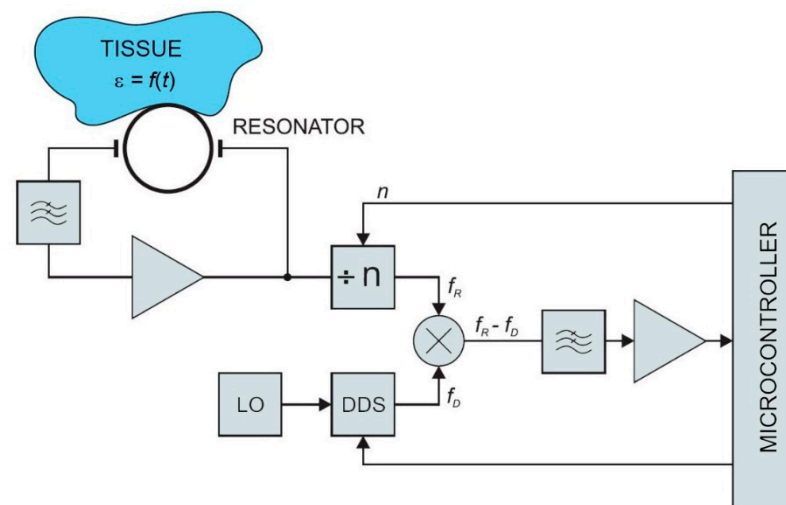 TISSUE
ε = f(t)
RESONATOR
n
÷ n
f_R
f_R - f_D
LO
DDS
f_D
MICROCONTROLLER